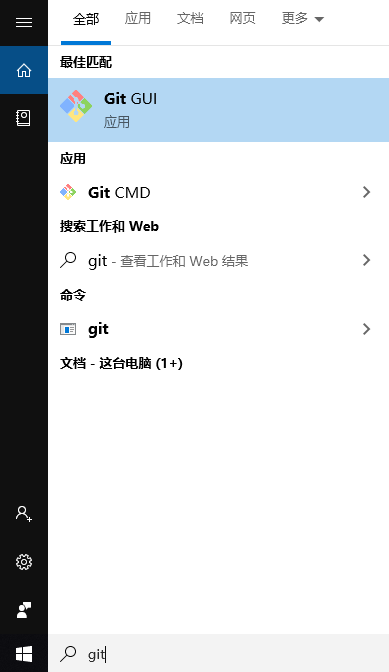 全部 应用 文档 网页 更多
最佳匹配
Git GUI
应用
应用
Git CMD
搜索工作和 Web
git - 查看工作和 Web 结果
命令
git
文档 - 这台电脑 (1+)
git